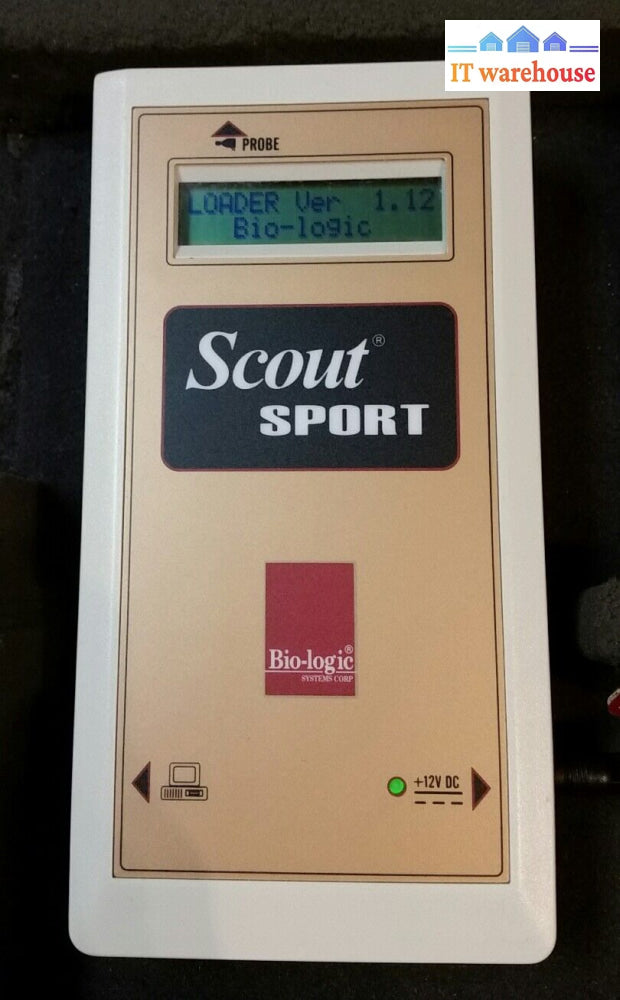 IT warehouse
PROBE
LOADER Ver 1.12
Bio-logic
Scout®
SPORT
Bio-logic®
SYSTEMS CORP
+12V DC